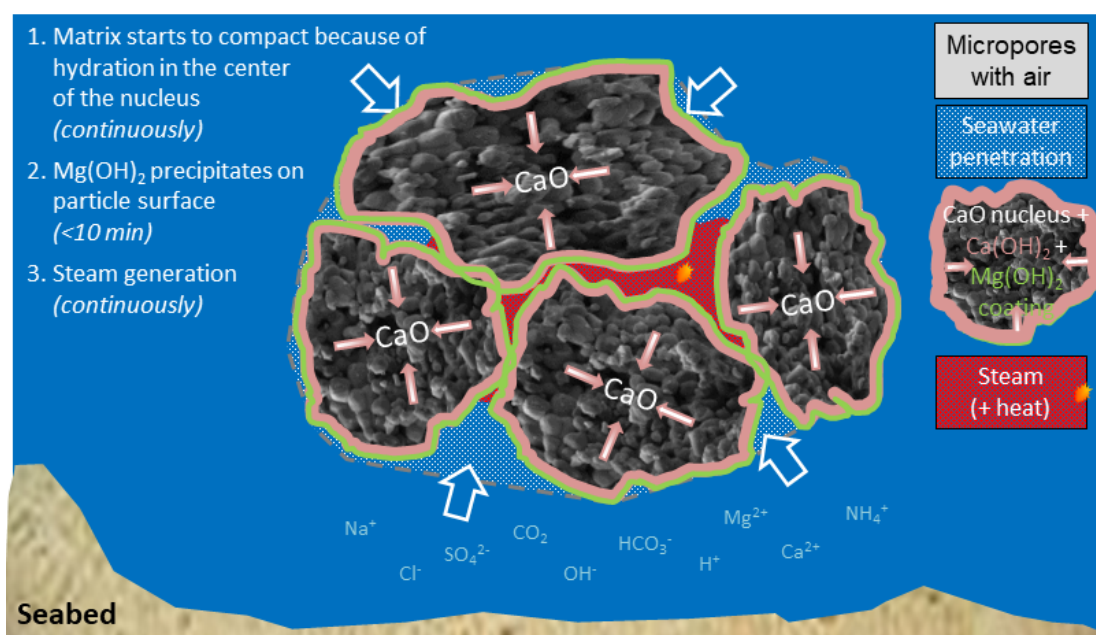 1. Matrix starts to compact because of
hydration in the center
of the nucleus
(continuously)
2. Mg(OH)₂ precipitates on
particle surface
(<10 min)
3. Steam generation
(continuously)
CaO
CaO
CaO
CaO
Micropores
with air
Seawater
penetration
CaO nucleus +
Ca(OH)₂ +
Mg(OH)₂
coating
Steam
(+ heat)
Na⁺
Cl⁻
SO₄²⁻
CO₂
OH⁻
HCO₃⁻
H⁺
Mg²⁺
Ca²⁺
NH₄⁺
Seabed